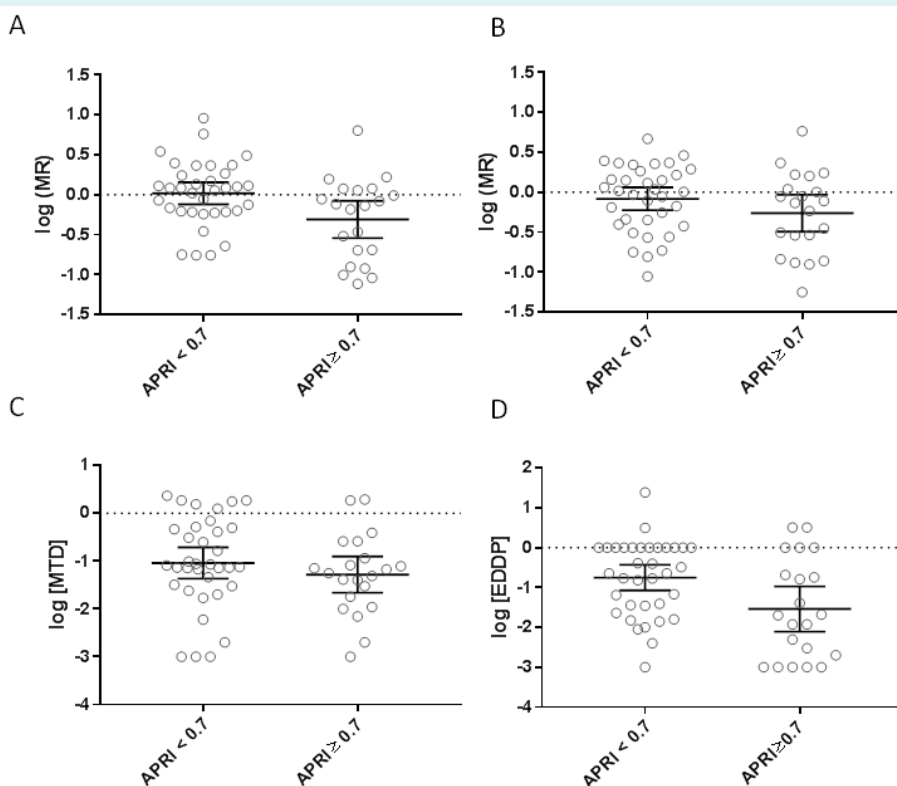 A
1.5
1.0
0.5
0.0
-0.5
-1.0
-1.5
log (MR)
APRI < 0.7
APRI ≥ 0.7
B
1.5
1.0
0.5
0.0
-0.5
-1.0
-1.5
log (MR)
APRI < 0.7
APRI ≥ 0.7
C
1
0
-1
-2
-3
-4
log [MTD]
APRI < 0.7
APRI ≥ 0.7
D
2
1
0
-1
-2
-3
-4
log [EDDP]
APRI < 0.7
APRI≥0.7